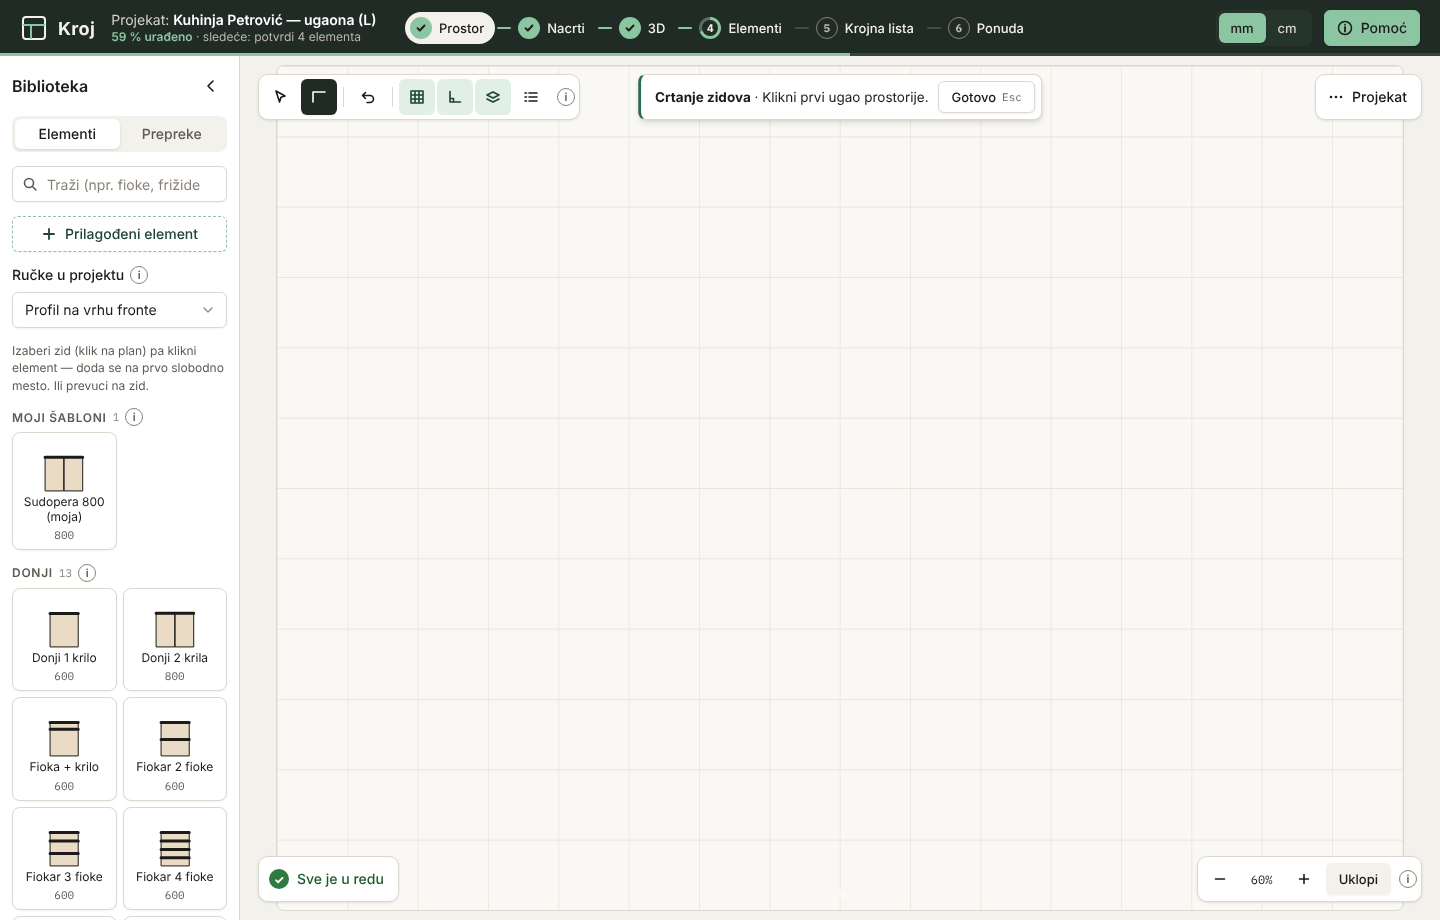 Kroj
Projekat: Kuhinja Petrović — ugaona (L)
59 % urađeno · sledeće: potvrdi 4 elementa
Prostor
Nacrti
3D
4 Elementi
5 Krojna lista
6 Ponuda
mm
cm
Pomoć
Biblioteka
Elementi
Prepreke
Traži (npr. fioke, frižide
Prilagođeni element
Ručke u projektu
Profil na vrhu fronte
Izaberi zid (klik na plan) pa klikni
element — doda se na prvo slobodno
mesto. Ili prevuci na zid.
MOJI ŠABLONI 1
Sudopera 800
(moja)
800
DONJI 13
Donji 1 krilo
600
Donji 2 krila
800
Fioka + krilo
600
Fiokar 2 fioke
600
Fiokar 3 fioke
600
Fiokar 4 fioke
600
Crtanje zidova · Klikni prvi ugao prostorije.
Gotovo Esc
Projekat
Sve je u redu
60%
Uklopi